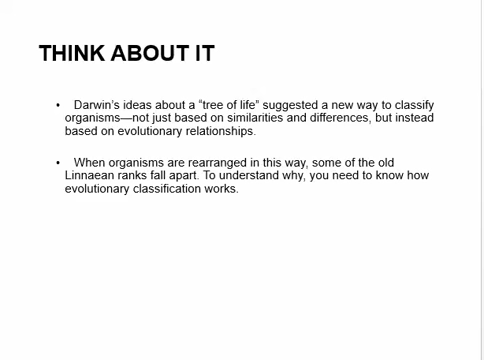 THINK ABOUT IT
• Darwin's ideas about a “tree of life” suggested a new way to classify
organisms—not just based on similarities and differences, but instead
based on evolutionary relationships.
• When organisms are rearranged in this way, some of the old
Linnaean ranks fall apart. To understand why, you need to know how
evolutionary classification works.